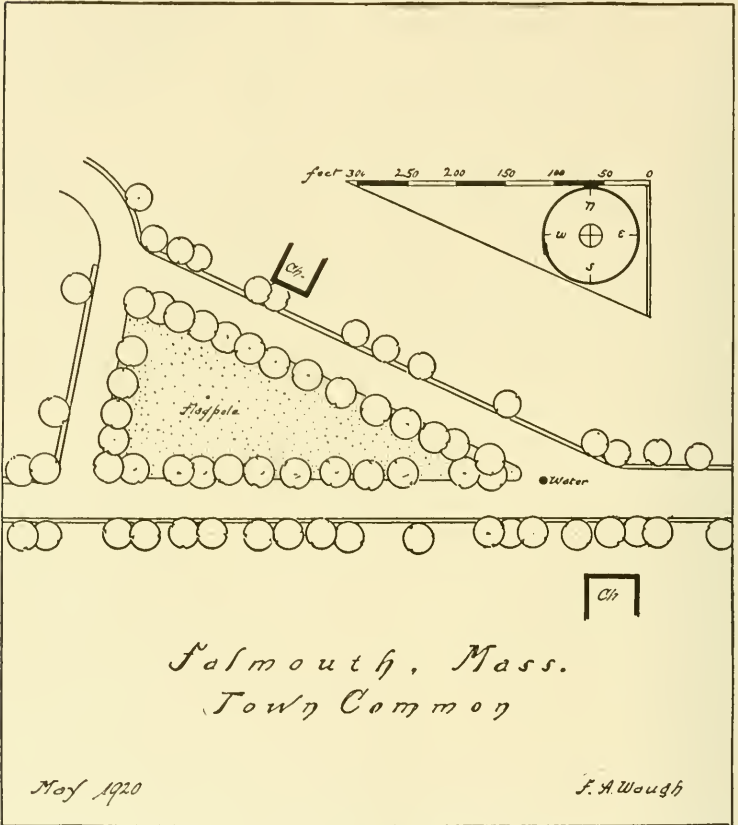 feet 300 250 200 150 100 50 0
n
w E
s
Ch.
Flagpole
Water
Ch
Falmouth, Mass.
Town Common
May 1920
F. A. Waugh